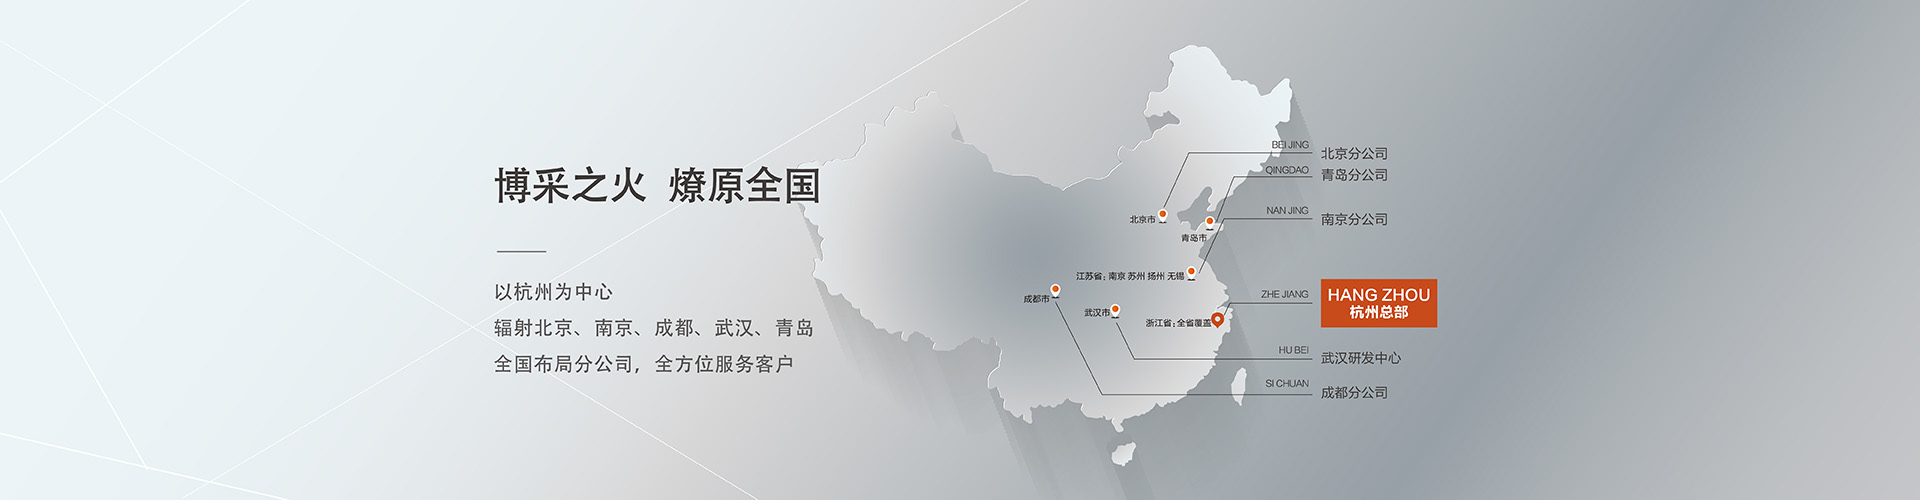 博采之火 燎原全国
以杭州为中心
辐射北京、南京、成都、武汉、青岛
全国布局分公司，全方位服务客户
BEI JING 北京分公司
QINGDAO 青岛分公司
NAN JING 南京分公司
北京市
青岛市
江苏省：南京 苏州 扬州 无锡
成都市
武汉市
浙江省：全省覆盖
ZHE JIANG
HANG ZHOU
杭州总部
HU BEI 武汉研发中心
SI CHUAN 成都分公司